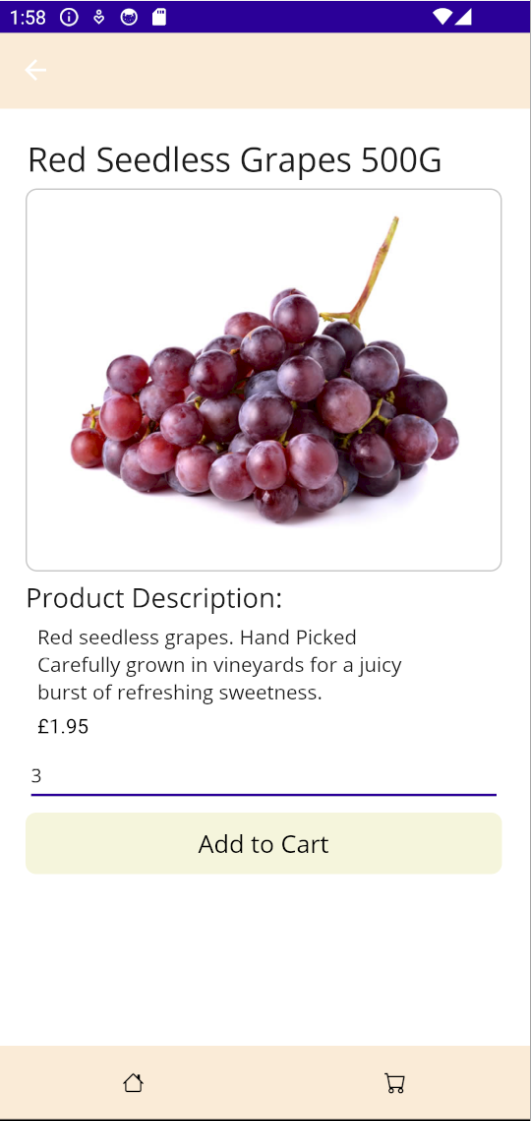 1:58
Red Seedless Grapes 500G
Product Description:
Red seedless grapes. Hand Picked
Carefully grown in vineyards for a juicy
burst of refreshing sweetness.
£1.95
3
Add to Cart